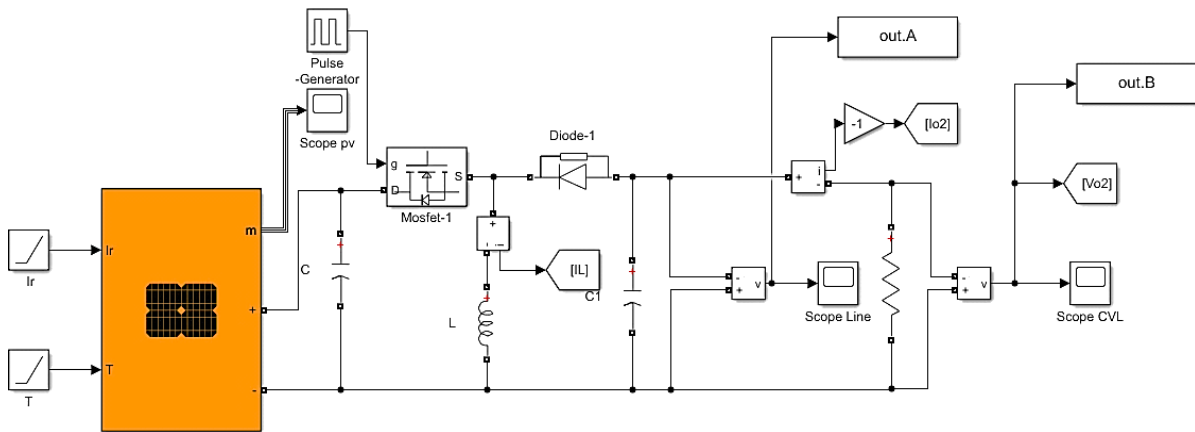 out.A
out.B
Pulse
-Generator
Scope pv
-1
[Io2]
Diode-1
g
D
S
Mosfet-1
i
+
-
[Vo2]
m
Ir
Ir
C
+
+
+
i
-
[IL]
+
C1
+
-
+
v
Scope Line
+
-
+
v
Scope CVL
+
L
+
T
T
-